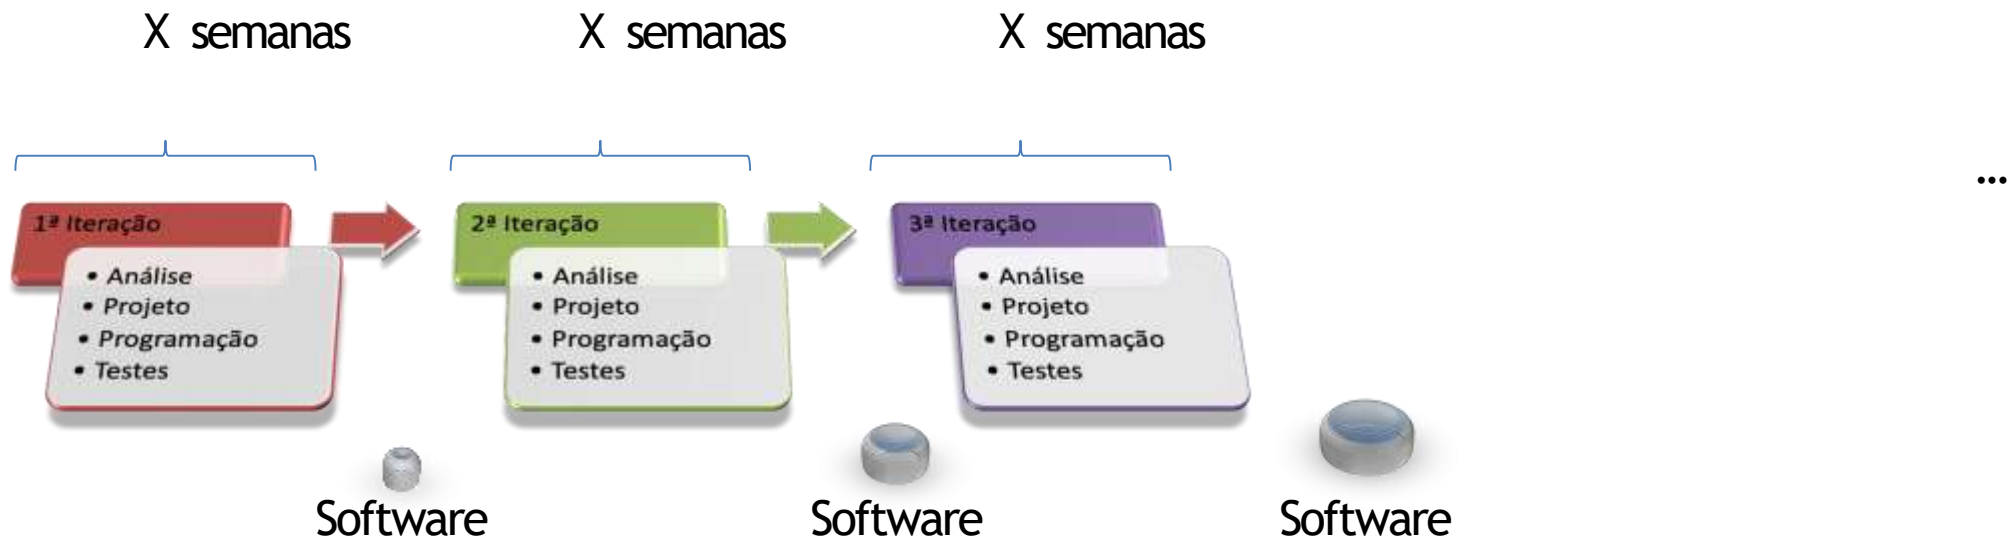 X semanas
X semanas
X semanas
...
1ª Iteração
• Análise
• Projeto
• Programação
• Testes
2ª Iteração
• Análise
• Projeto
• Programação
• Testes
3ª Iteração
• Análise
• Projeto
• Programação
• Testes
Software
Software
Software